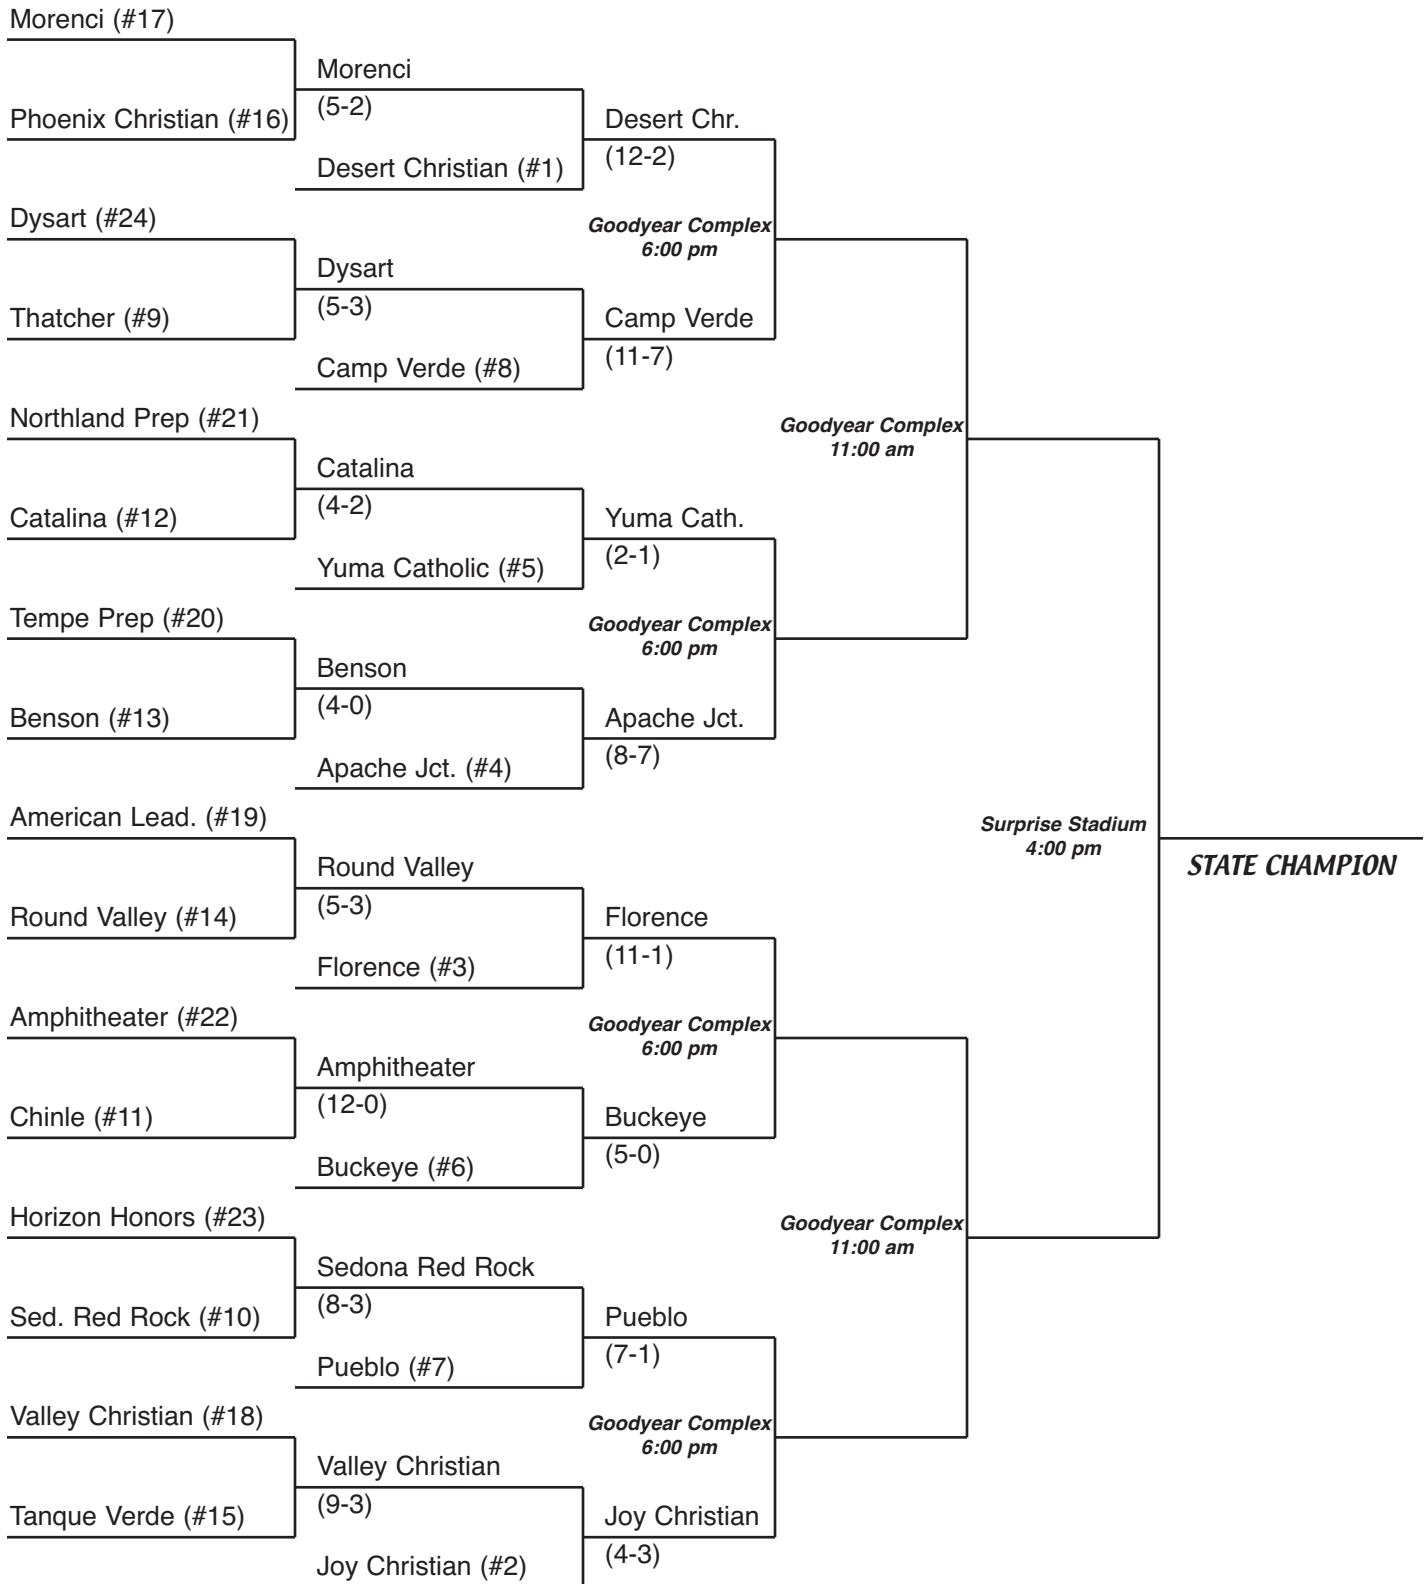 Morenci (#17)
Morenci
(5-2)
Phoenix Christian (#16)
Desert Chr.
(12-2)
Desert Christian (#1)
Dysart (#24)
Goodyear Complex
6:00 pm
Dysart
(5-3)
Thatcher (#9)
Camp Verde
(11-7)
Camp Verde (#8)
Northland Prep (#21)
Goodyear Complex
11:00 am
Catalina
(4-2)
Catalina (#12)
Yuma Cath.
(2-1)
Yuma Catholic (#5)
Tempe Prep (#20)
Goodyear Complex
6:00 pm
Benson
(4-0)
Benson (#13)
Apache Jct.
(8-7)
Apache Jct. (#4)
American Lead. (#19)
Surprise Stadium
4:00 pm
STATE CHAMPION
Round Valley
(5-3)
Round Valley (#14)
Florence
(11-1)
Florence (#3)
Amphitheater (#22)
Goodyear Complex
6:00 pm
Amphitheater
(12-0)
Chinle (#11)
Buckeye
(5-0)
Buckeye (#6)
Horizon Honors (#23)
Goodyear Complex
11:00 am
Sedona Red Rock
(8-3)
Sed. Red Rock (#10)
Pueblo
(7-1)
Pueblo (#7)
Valley Christian (#18)
Goodyear Complex
6:00 pm
Valley Christian
(9-3)
Tanque Verde (#15)
Joy Christian
(4-3)
Joy Christian (#2)